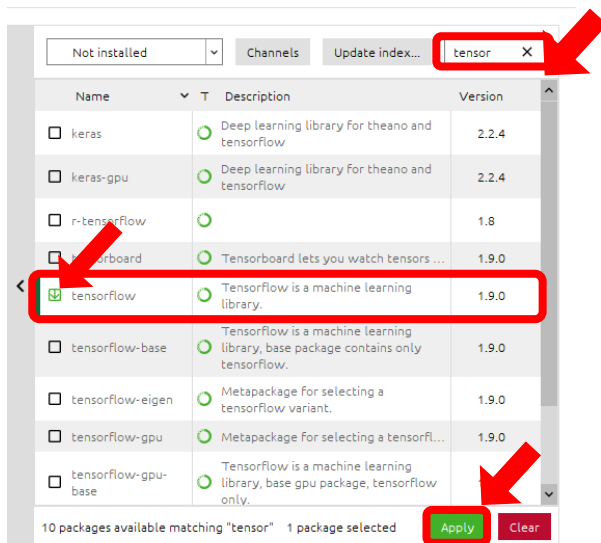 Not installed Channels Update index... tensor X
Name T Description Version
keras Deep learning library for theano and
tensorflow 2.2.4
keras-gpu Deep learning library for theano and
tensorflow 2.2.4
r-tensorflow 1.8
Tensorboard lets you watch tensors ... 1.9.0
tensorflow Tensorflow is a machine learning
library. 1.9.0
Tensorflow is a machine learning
tensorflow-base library, base package contains only 1.9.0
tensorflow.
tensorflow-eigen Metapackage for selecting a
tensorflow variant. 1.9.0
tensorflow-gpu Metapackage for selecting a tensorfl... 1.9.0
Tensorflow is a machine learning
tensorflow-gpu- library, base gpu package, tensorflow
base only.
10 packages available matching "tensor" 1 package selected Apply Clear